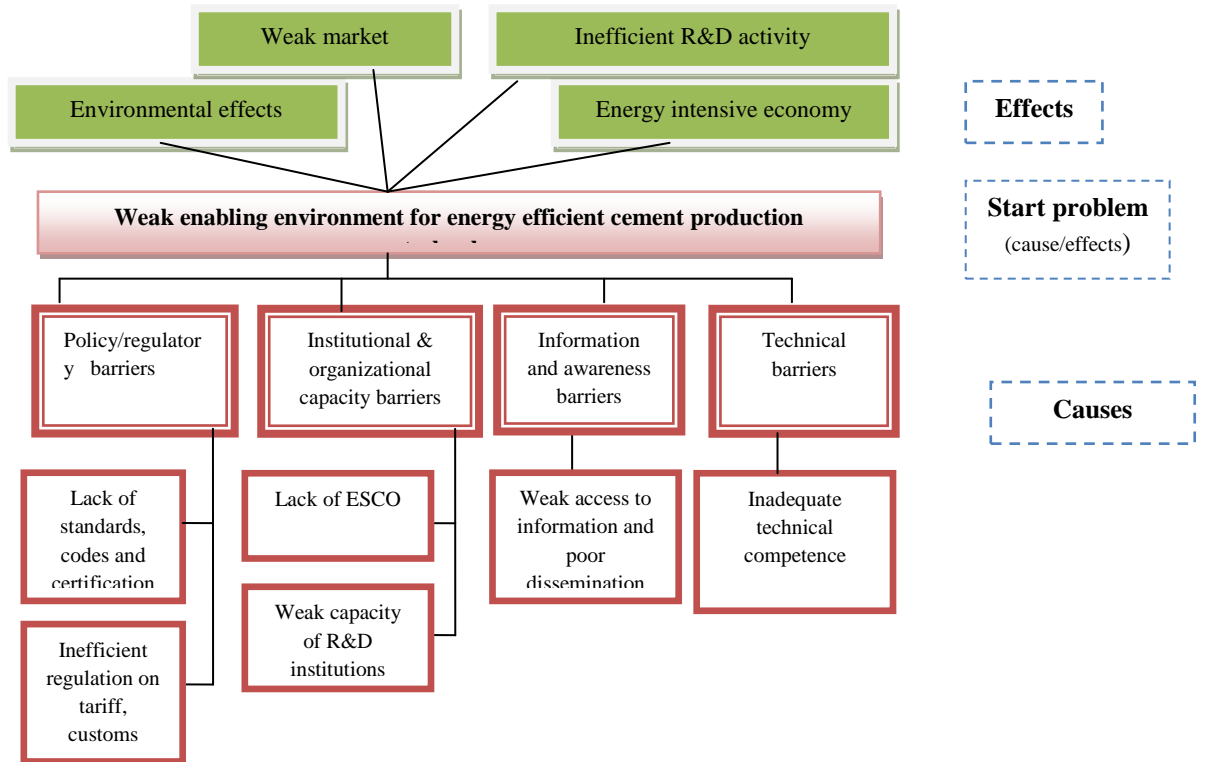 Weak market
Inefficient R&D activity
Environmental effects
Energy intensive economy
Effects
Weak enabling environment for energy efficient cement production
Start problem
(cause/effects)
Policy/regulator
y barriers
Institutional &
organizational
capacity barriers
Information
and awareness
barriers
Technical
barriers
Causes
Lack of
standards,
codes and
certification
Lack of ESCO
Weak access to
information and
poor
dissemination
Inadequate
technical
competence
Weak capacity
of R&D
institutions
Inefficient
regulation on
tariff,
customs